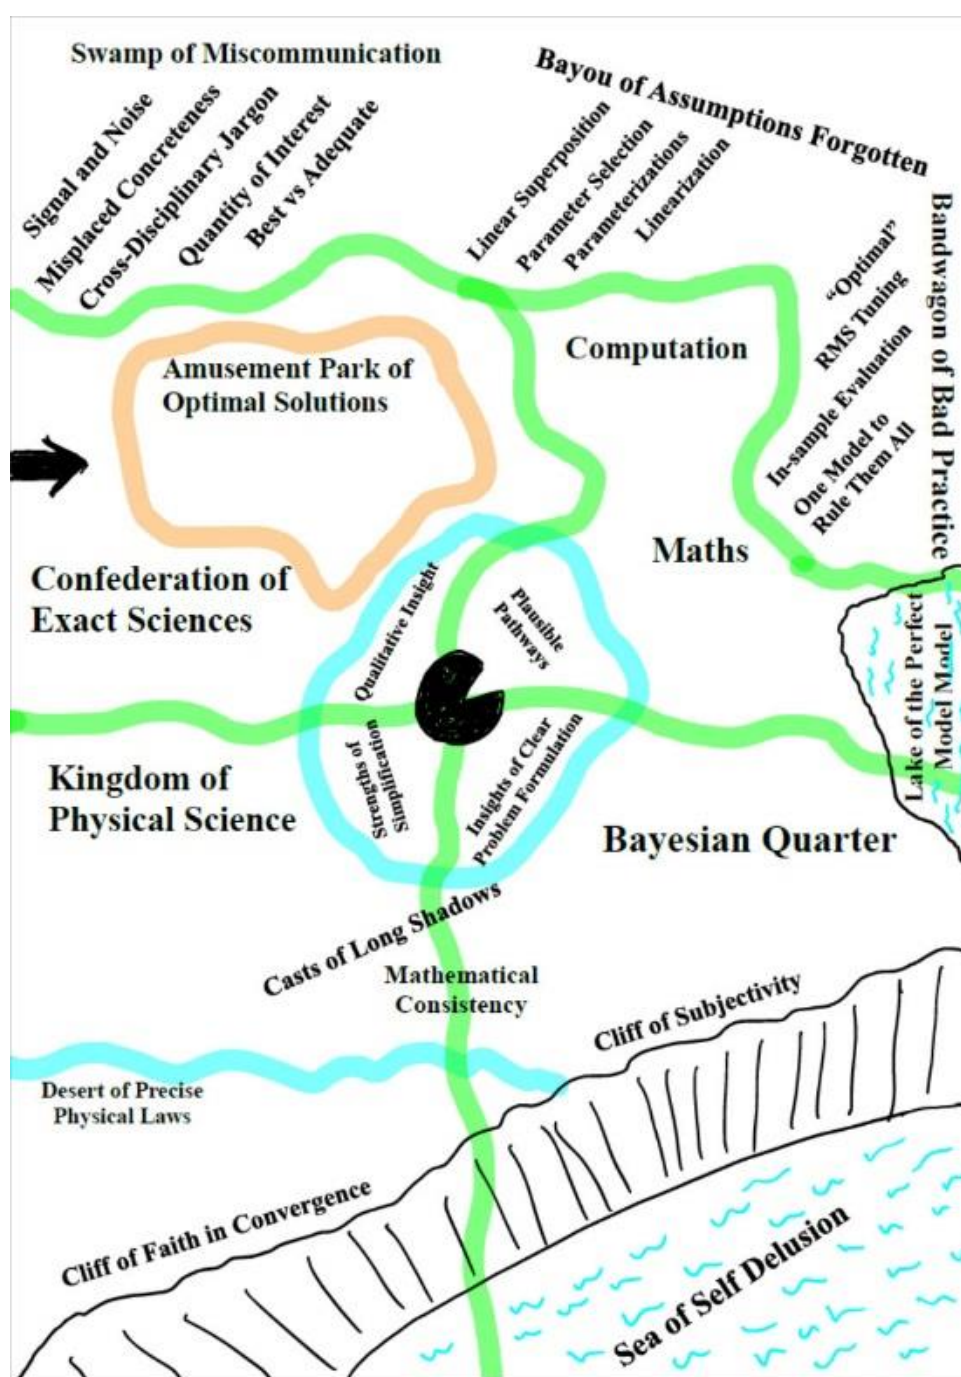 Swamp of Miscommunication
Signal and Noise
Misplaced Concreteness
Cross-Disciplinary Jargon
Quantity of Interest
Best vs Adequate
Bayou of Assumptions Forgotten
Linear Superposition
Parameter Selection
Parameterizations
Linearization
Bandwagon of Bad Practice
“Optimal”
RMS Tuning
In-sample Evaluation
One Model to
Rule Them All
Amusement Park of
Optimal Solutions
Computation
Maths
Confederation of
Exact Sciences
Qualitative Insight
Plausible
Pathways
Lake of the Perfect
Model Model
Kingdom of
Physical Science
Strengths of
Simplification
Insights of Clear
Problem Formulation
Bayesian Quarter
Casts of Long Shadows
Mathematical
Consistency
Cliff of Subjectivity
Desert of Precise
Physical Laws
Cliff of Faith in Convergence
Sea of Self Delusion